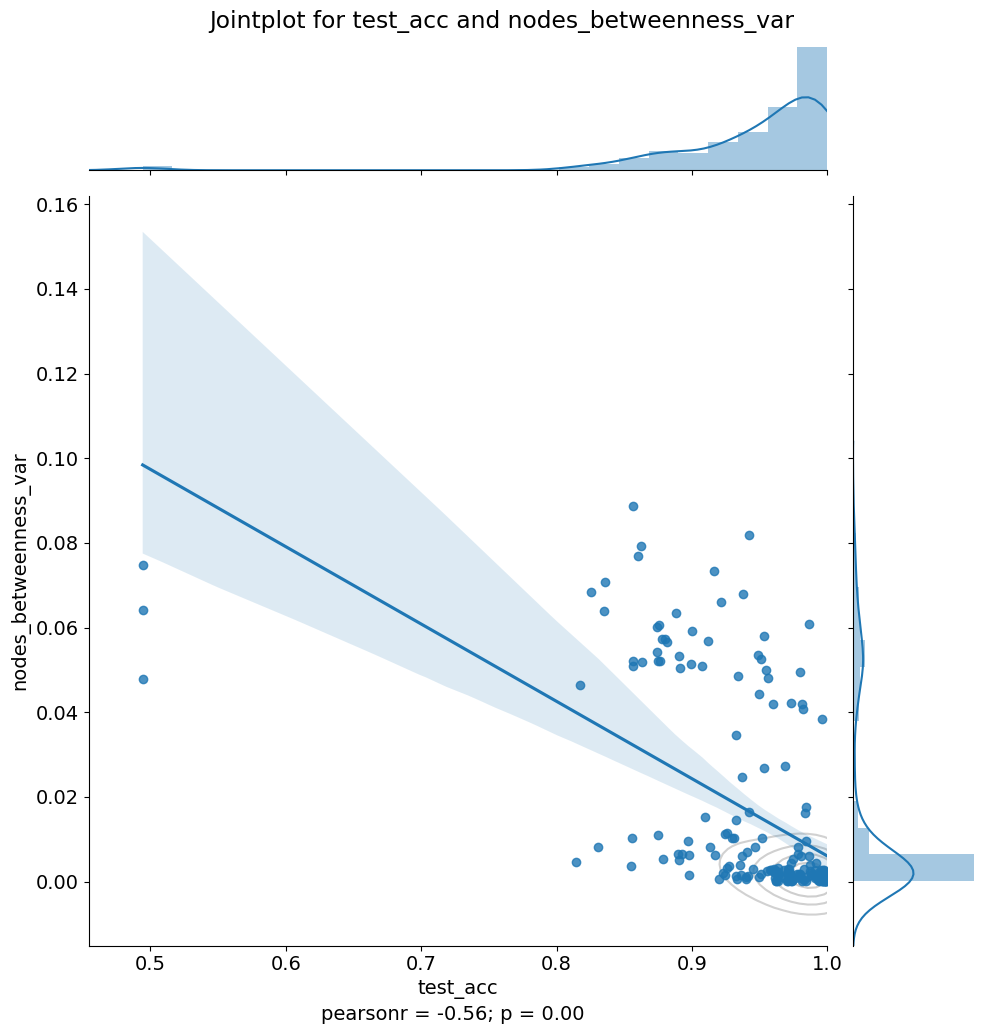 Jointplot for test_acc and nodes_betweenness_var
0.16
0.14
0.12
0.10
0.08
0.06
0.04
0.02
0.00
nodes_betweenness_var
0.5 0.6 0.7 0.8 0.9 1.0
test_acc
pearsonr = -0.56; p = 0.00